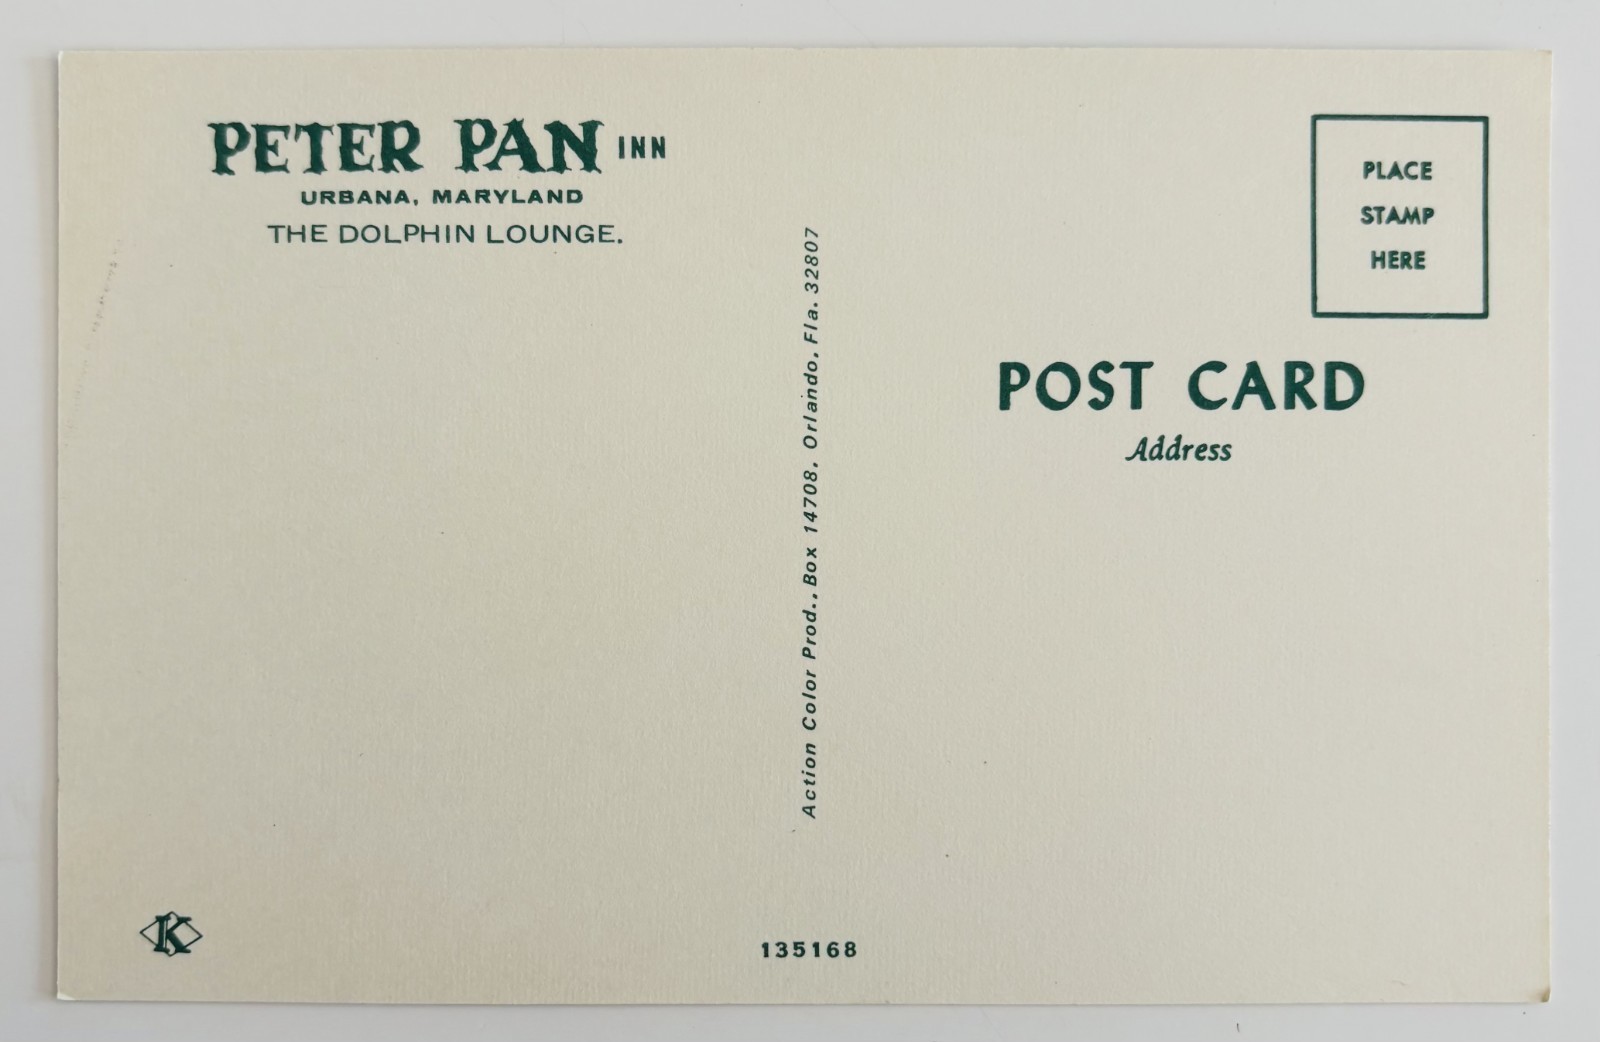 PETER PAN INN
URBANA, MARYLAND
THE DOLPHIN LOUNGE.
Action Color Prod., Box 14708, Orlando, Fla. 32807
PLACE
STAMP
HERE
POST CARD
Address
K
135168